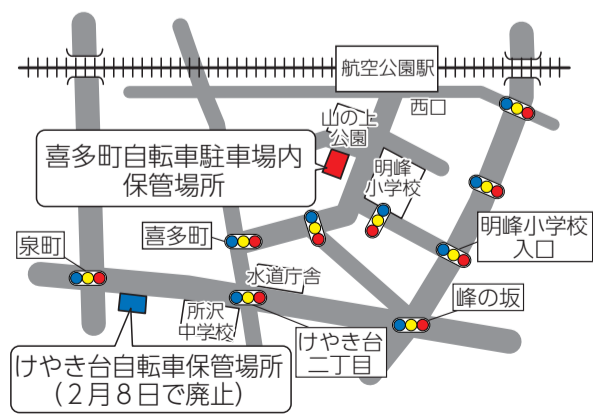 航空公園駅
西口
山の上
公園
喜多町自転車駐車場内
保管場所
明峰
小学校
明峰小学校
入口
喜多町
泉町
水道庁舎
峰の坂
所沢
中学校
けやき台
二丁目
けやき台自転車保管場所
（2月8日で廃止）